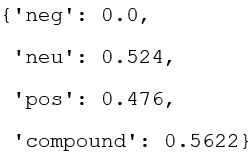 {'neg': 0.0,
'neu': 0.524,
'pos': 0.476,
'compound': 0.5622}